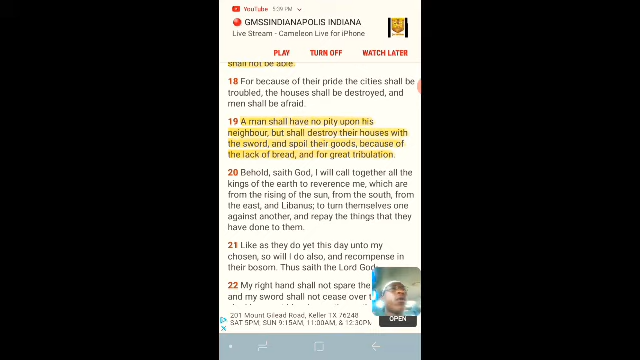 YouTube 5:39 PM
GMSSINDIANAPOLIS INDIANA
Live Stream - Cameleon Live for iPhone
PLAY TURN OFF WATCH LATER
shall not be able.
18 For because of their pride the cities shall be
troubled, the houses shall be destroyed, and
men shall be afraid.
19 A man shall have no pity upon his
neighbour, but shall destroy their houses with
the sword, and spoil their goods, because of
the lack of bread, and for great tribulation.
20 Behold, saith God, I will call together all the
kings of the earth to reverence me, which are
from the rising of the sun, from the south, from
the east, and Libanus; to turn themselves one
against another, and repay the things that they
have done to them.
21 Like as they do yet this day unto my
chosen, so will I do also, and recompense in
their bosom. Thus saith the Lord God
22 My right hand shall not spare the
and my sword shall not cease over
201 Mount Gilead Road, Keller TX 76248
SAT 5PM, SUN 9:15AM, 11:00AM, & 12:30PM
OPEN